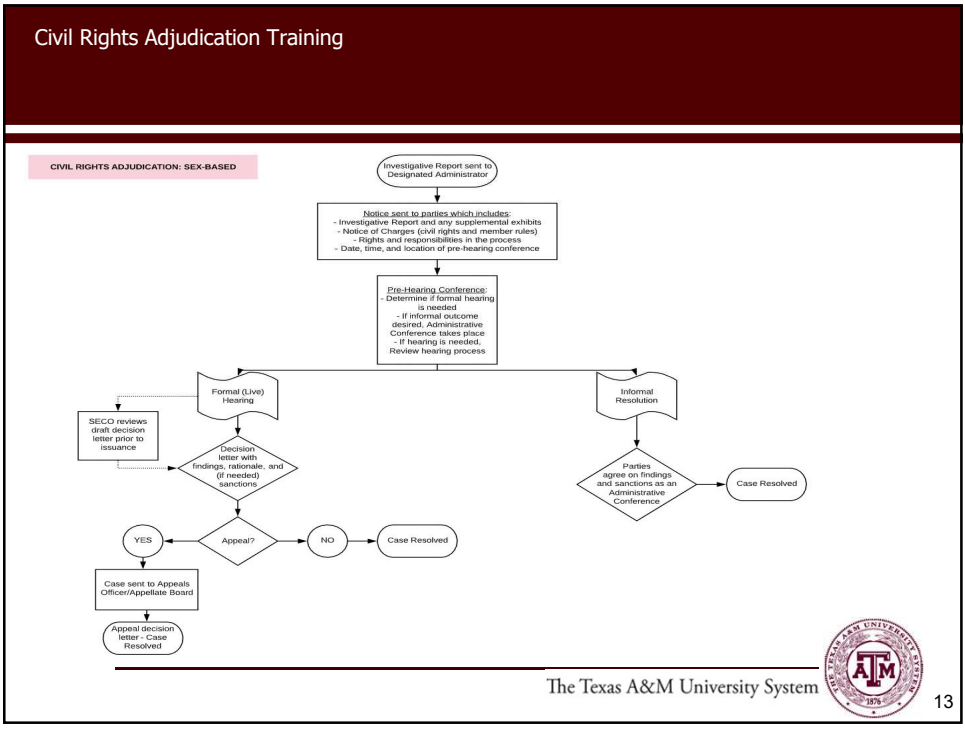 Civil Rights Adjudication Training
CIVIL RIGHTS ADJUDICATION: SEX-BASED
Investigative Report sent to
Designated Administrator
Notice sent to parties which includes:
- Investigative Report and any supplemental exhibits
- Notice of Charges (civil rights and member rules)
- Rights and responsibilities in the process
- Date, time, and location of pre-hearing conference
Pre-Hearing Conference:
- Determine if formal hearing
is needed
- If informal outcome
desired, Administrative
Conference takes place
- If hearing is needed,
Review hearing process
Formal (Live)
Hearing
Informal
Resolution
SECO reviews
draft decision
letter prior to
issuance
Decision
letter with
findings, rationale, and
(if needed)
sanctions
Parties
agree on findings
and sanctions as an
Administrative
Conference
Case Resolved
YES
Appeal?
NO
Case Resolved
Case sent to Appeals
Officer/Appellate Board
Appeal decision
letter - Case
Resolved
The Texas A&M University System
THE TEXAS A&M UNIVERSITY SYSTEM
ATM
1876
13